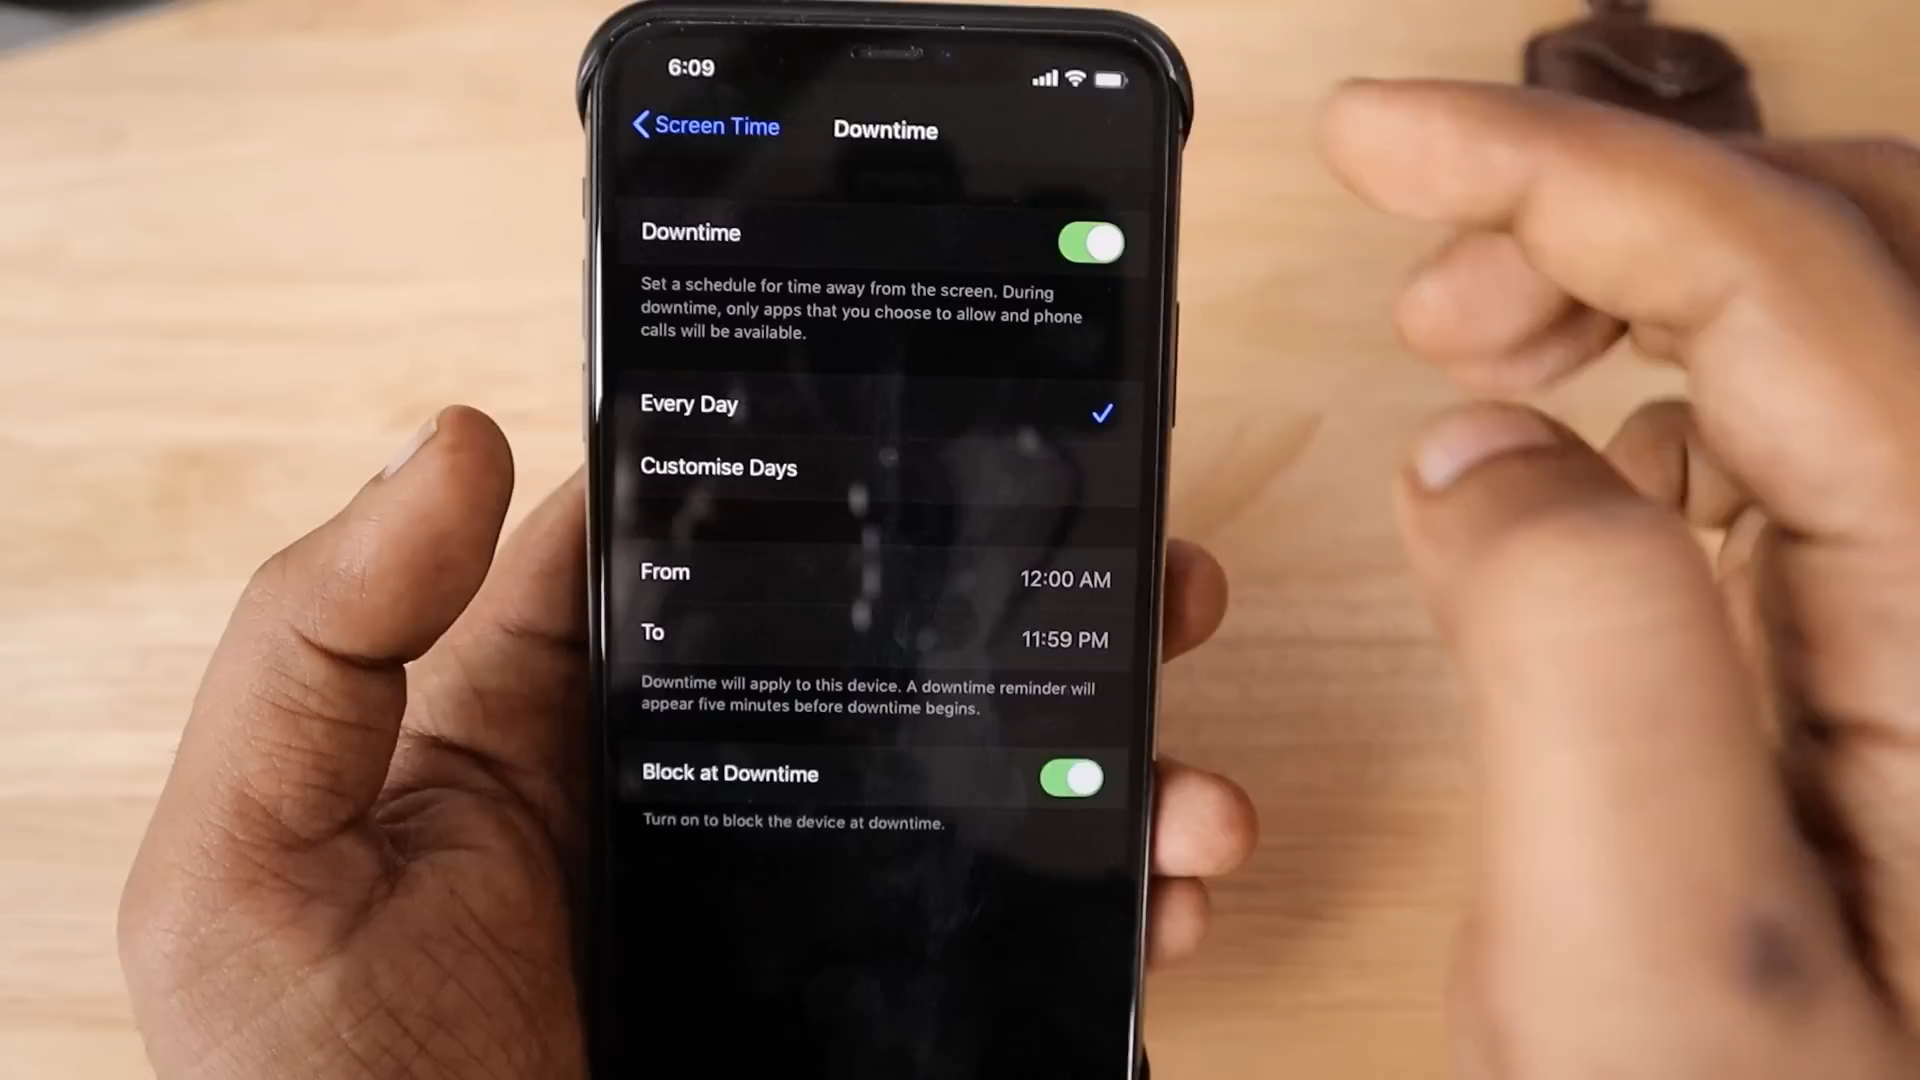 6:09
Screen Time
Downtime
Downtime
Set a schedule for time away from the screen. During
downtime, only apps that you choose to allow and phone
calls will be available.
Every Day
Customise Days
From 12:00 AM
To 11:59 PM
Downtime will apply to this device. A downtime reminder will
appear five minutes before downtime begins.
Block at Downtime
Turn on to block the device at downtime.